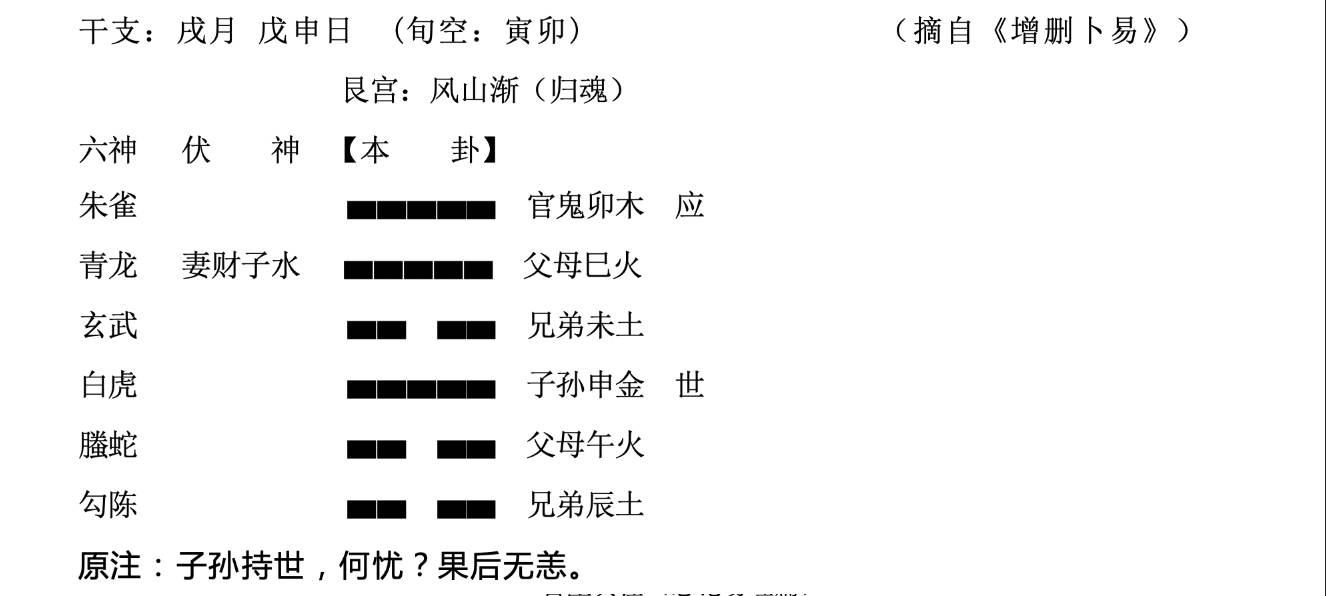 干支：戌月 戊申日 （旬空：寅卯） （摘自《增删卜易》）
艮宫：风山渐（归魂）
六神 伏 神 【本 卦】
朱雀 官鬼卯木 应
青龙 妻财子水 父母巳火
玄武 兄弟未土
白虎 子孙申金 世
螣蛇 父母午火
勾陈 兄弟辰土
原注：子孙持世，何忧？果后无恙。